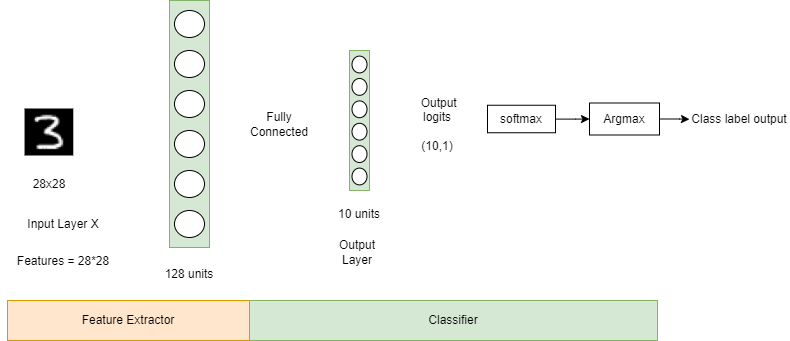 3
28x28
Input Layer X
Features = 28*28
128 units
Fully
Connected
10 units
Output
Layer
Output
logits
(10,1)
softmax
Argmax
Class label output
Feature Extractor
Classifier